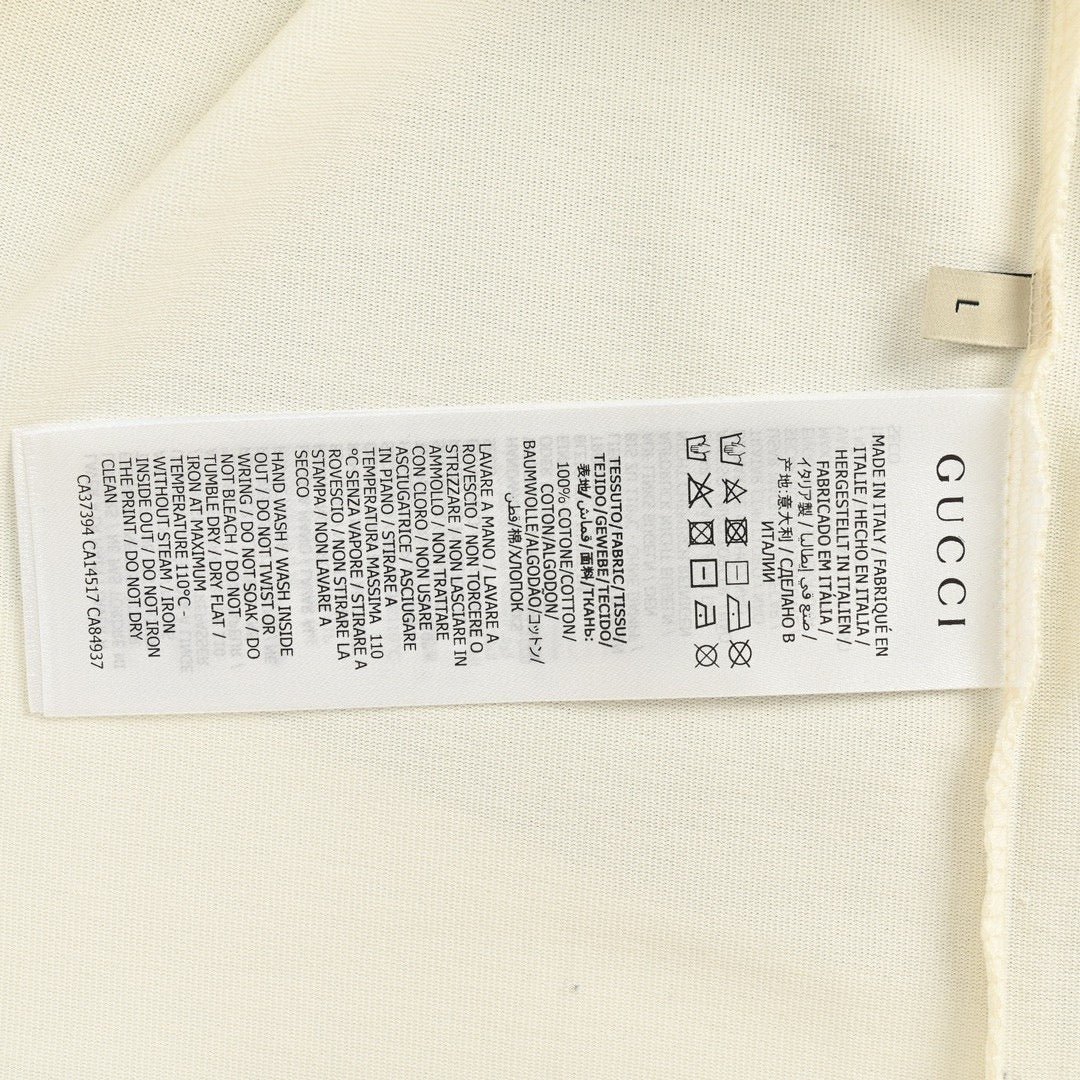 L
GUCCI
MADE IN ITALY / FABRIQUÉ EN
ITALIE / HECHO EN ITALIA /
HERGESTELLT IN ITALIEN /
FABRICADO EM ITÁLIA /
イタリア製 / صنع في إيطاليا /
产地:意大利 / СДЕЛАНО В
ИТАЛИИ
TESSUTO/FABRIC/TISSU/
TEJIDO/GEWEBE/TECIDO/
表地/قماش/面料/ТКАНЬ:
100% COTONE/COTTON/
COTON/ALGODON/
BAUMWOLLE/ALGODÃO/コットン/
قطن/棉/ХЛОПОК
LAVARE A MANO / LAVARE A
ROVESCIO / NON TORCERE O
STRIZZARE / NON LASCIARE IN
AMMOLLO / NON TRATTARE
CON CLORO / NON USARE
ASCIUGATRICE / ASCIUGARE
IN PIANO / STIRARE A
TEMPERATURA MASSIMA 110
°C SENZA VAPORE / STIRARE A
ROVESCIO / NON STIRARE LA
STAMPA / NON LAVARE A
SECCO
HAND WASH / WASH INSIDE
OUT / DO NOT TWIST OR
WRING / DO NOT SOAK / DO
NOT BLEACH / DO NOT
TUMBLE DRY / DRY FLAT /
IRON AT MAXIMUM
TEMPERATURE 110°C -
WITHOUT STEAM / IRON
INSIDE OUT / DO NOT IRON
THE PRINT / DO NOT DRY
CLEAN
CA37394 CA14517 CA84937